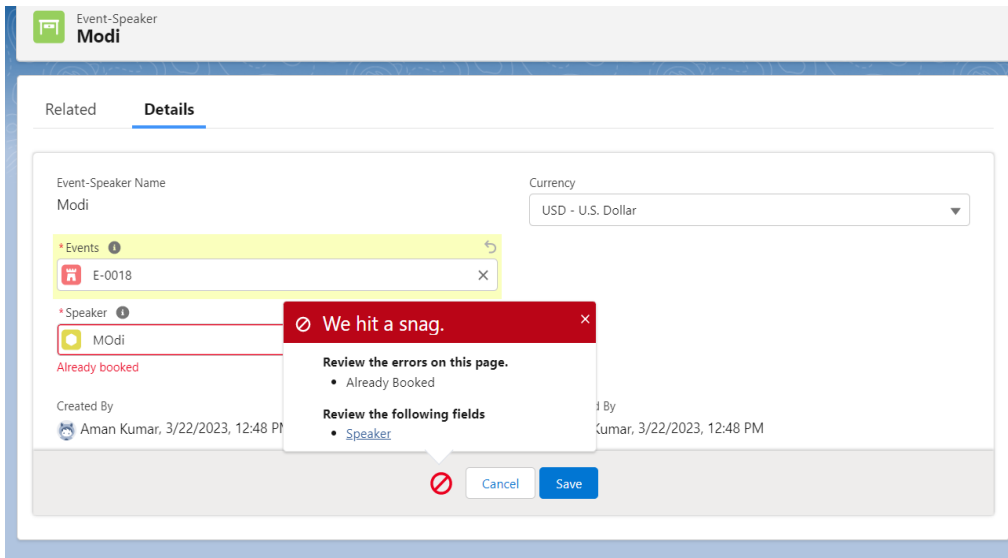 Event-Speaker
Modi
Related Details
Event-Speaker Name
Modi
Currency
USD - U.S. Dollar
*Events
E-0018
*Speaker
MOdi
Already booked
We hit a snag.
Review the errors on this page.
• Already Booked
Review the following fields
• Speaker
Created By
Aman Kumar, 3/22/2023, 12:48 PM
d By
Kumar, 3/22/2023, 12:48 PM
Cancel Save